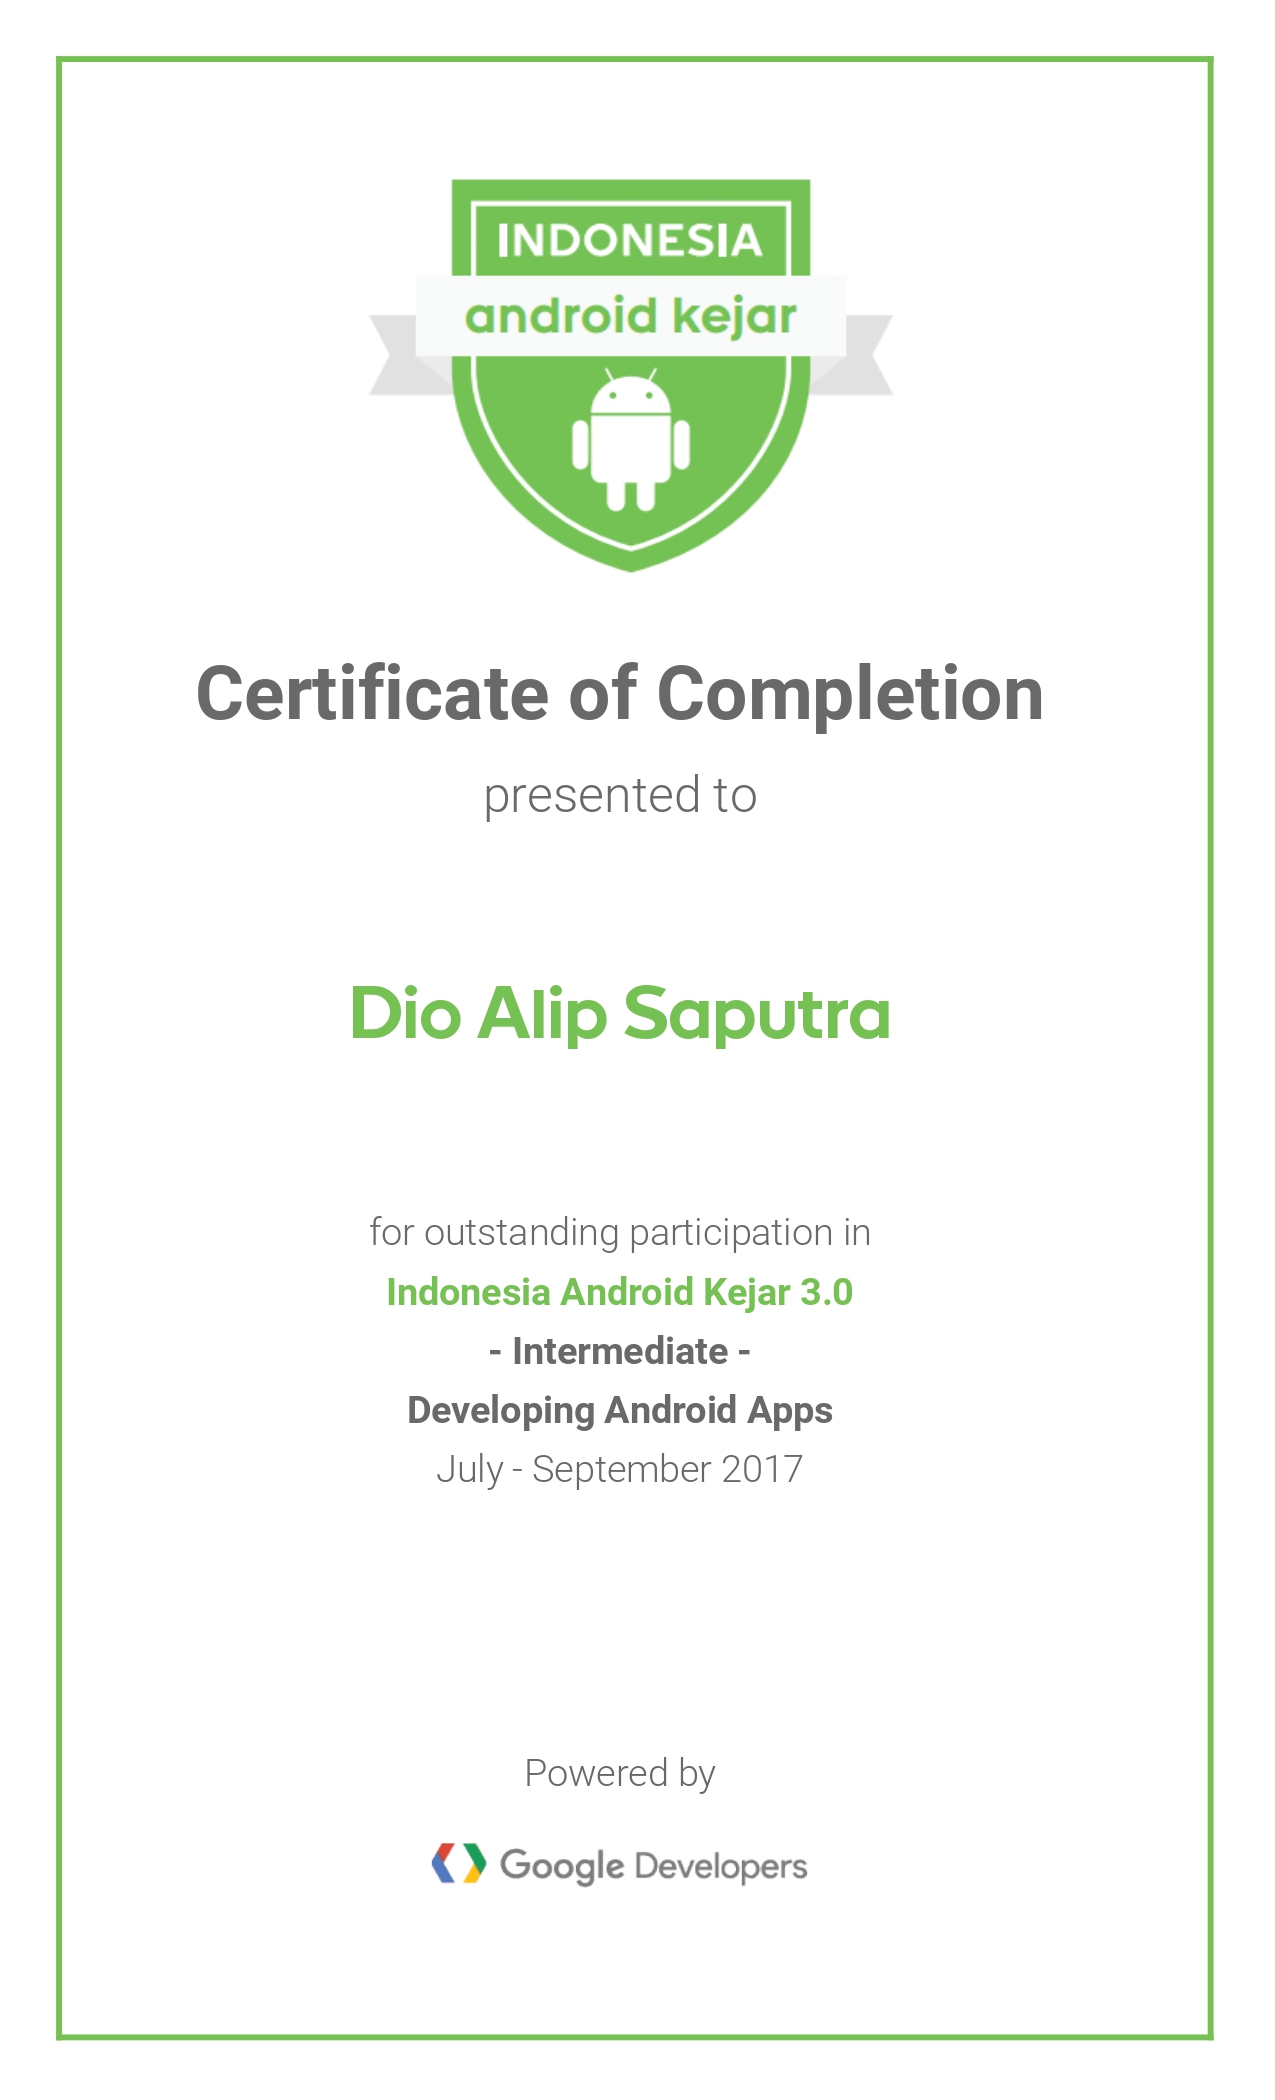 INDONESIA
android kejar
Certificate of Completion
presented to
Dio Alip Saputra
for outstanding participation in
Indonesia Android Kejar 3.0
- Intermediate -
Developing Android Apps
July - September 2017
Powered by
Google Developers